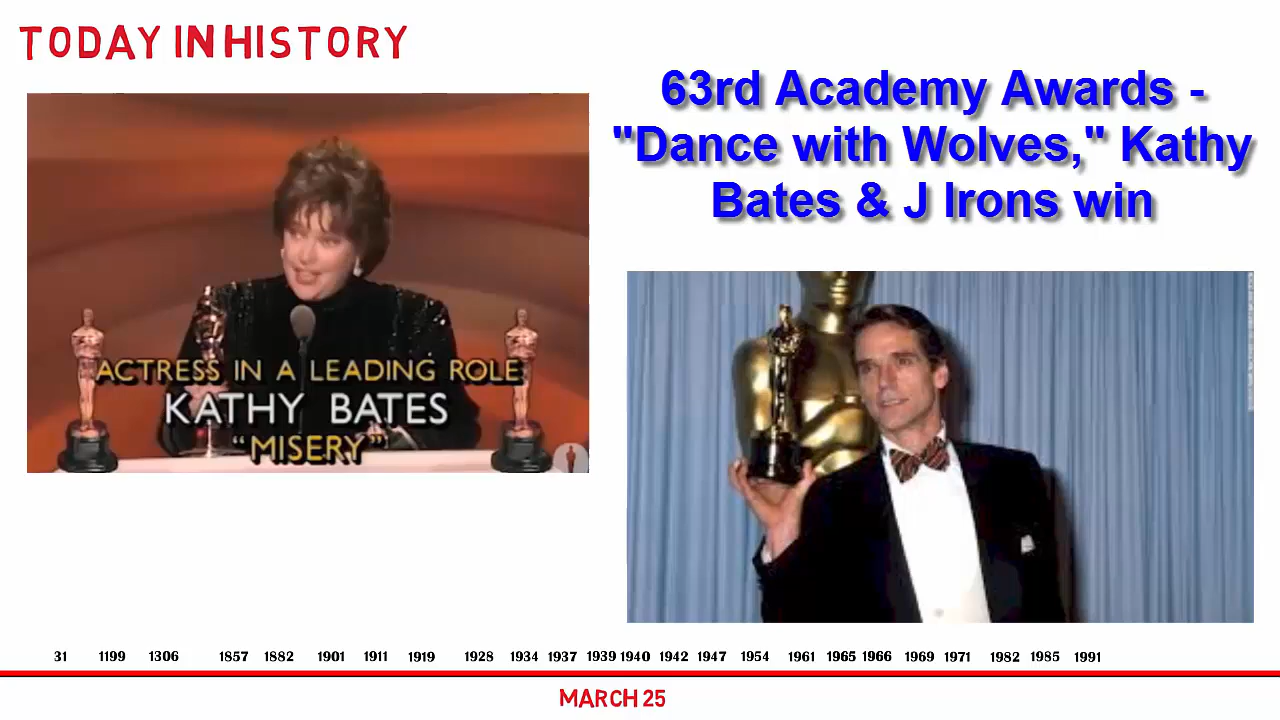 TODAY IN HISTORY
63rd Academy Awards -
"Dance with Wolves," Kathy
Bates & J Irons win
ACTRESS IN A LEADING ROLE
KATHY BATES
"MISERY"
31 1199 1306 1857 1882 1901 1911 1919 1928 1934 1937 1939 1940 1942 1947 1954 1961 1965 1966 1969 1971 1982 1985 1991
MARCH 25